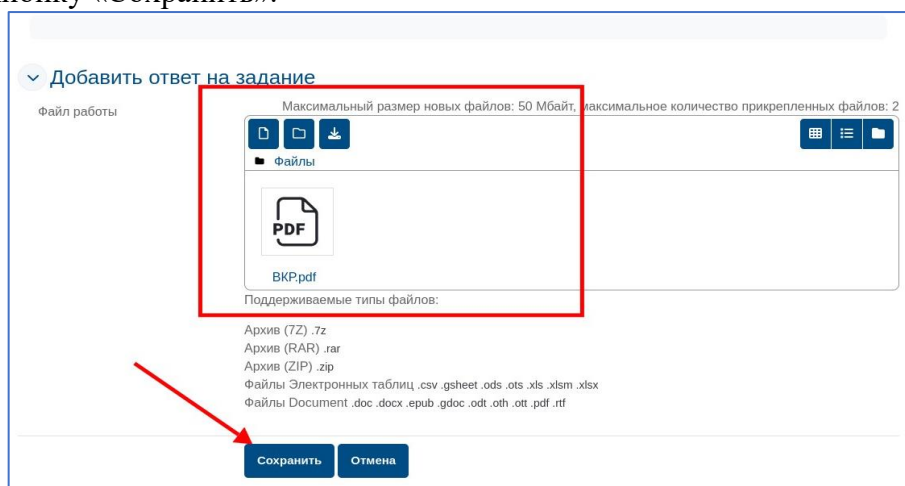 «Сохранить».
Добавить ответ на задание
Файл работы
Максимальный размер новых файлов: 50 Мбайт, максимальное количество прикрепленных файлов: 2
Файлы
PDF
ВКР.pdf
Поддерживаемые типы файлов:
Архив (7Z) .7z
Архив (RAR) .rar
Архив (ZIP) .zip
Файлы Электронных таблиц .csv .gsheet .ods .ots .xls .xlsm .xlsx
Файлы Document .doc .docx .epub .gdoc .odt .oth .ott .pdf .rtf
Сохранить Отмена